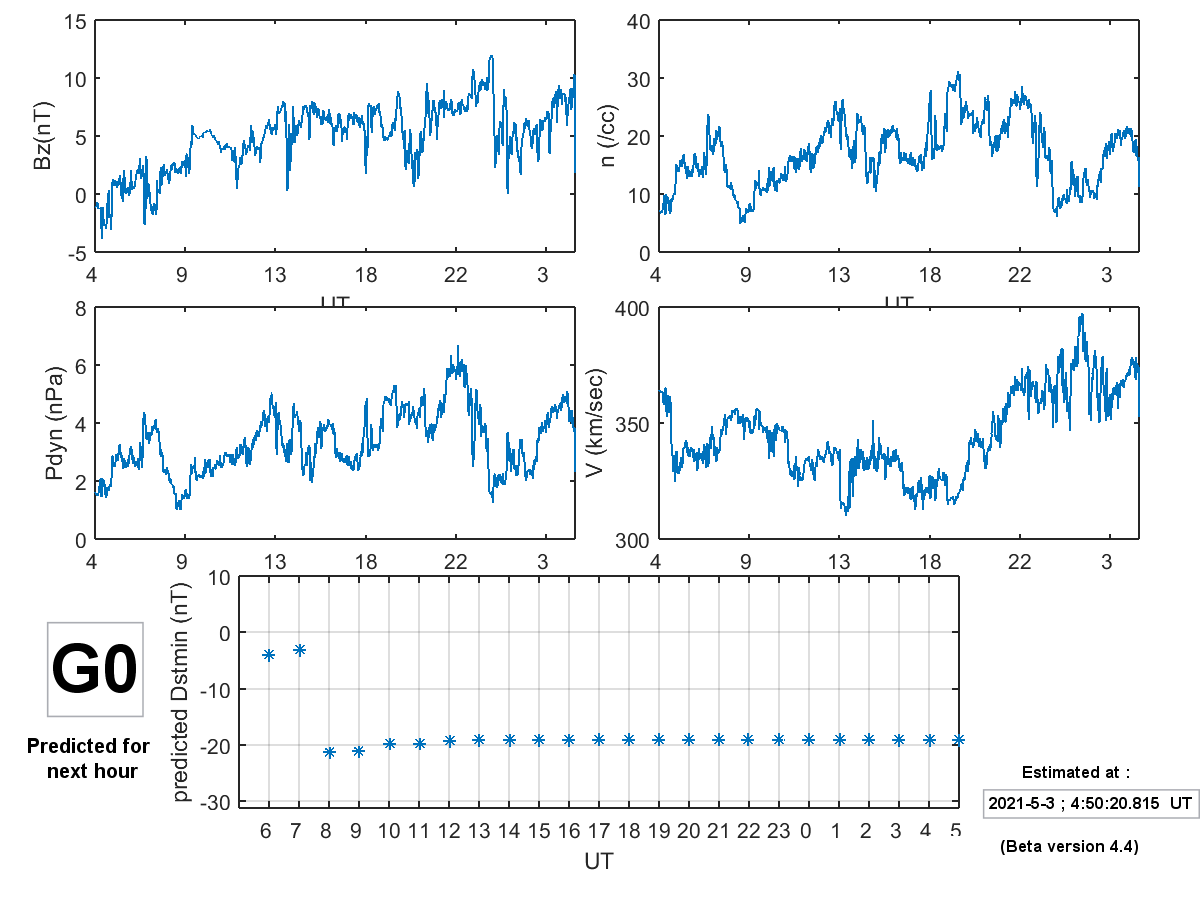 15
10
5
0
-5
Bz(nT)
4 9 13 18 22 3
UT
40
30
20
10
0
n (/cc)
4 9 13 18 22 3
UT
8
6
4
2
0
Pdyn (nPa)
4 9 13 18 22 3
400
350
300
V (km/sec)
4 9 13 18 22 3
10
0
-10
-20
-30
predicted Dstmin (nT)
6 7 8 9 10 11 12 13 14 15 16 17 18 19 20 21 22 23 0 1 2 3 4 5
UT
G0
Predicted for
next hour
Estimated at :
2021-5-3 ; 4:50:20.815 UT
(Beta version 4.4)